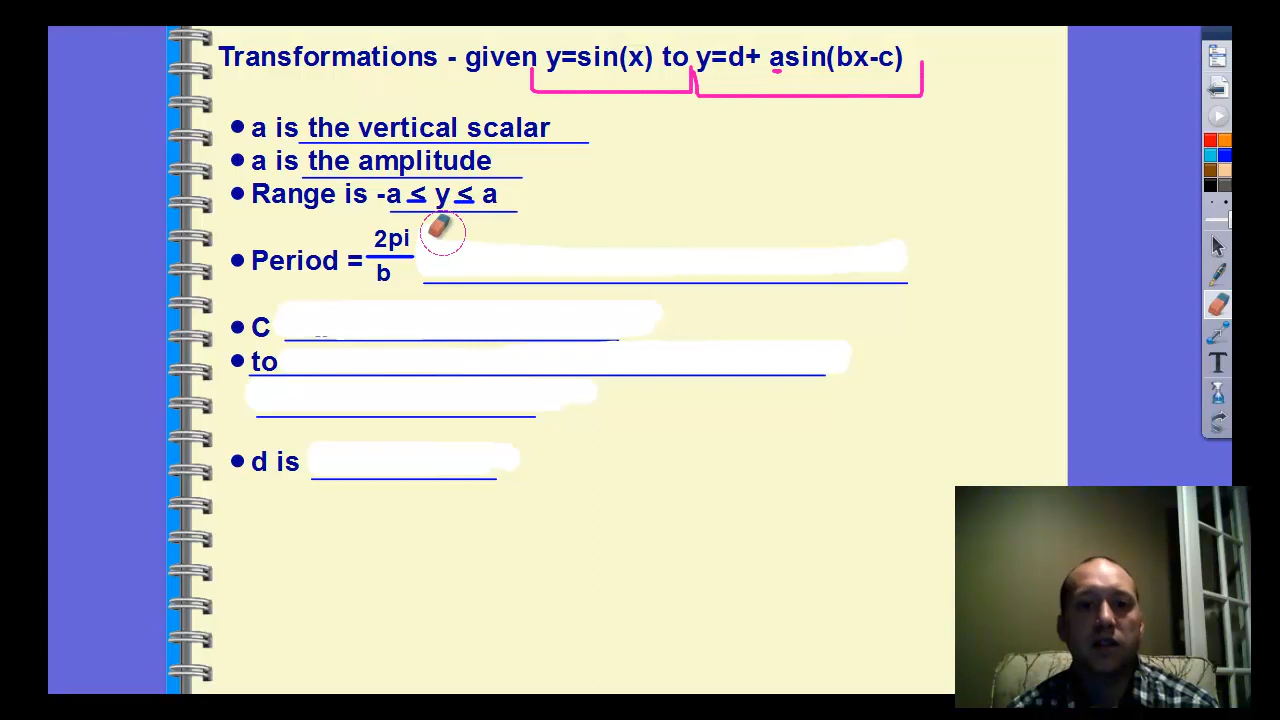 Transformations - given y=sin(x) to y=d+ asin(bx-c)
• a is the vertical scalar
• a is the amplitude
• Range is -a ≤ y ≤ a
• Period = 2pi
b
• C
• to
• d is
T